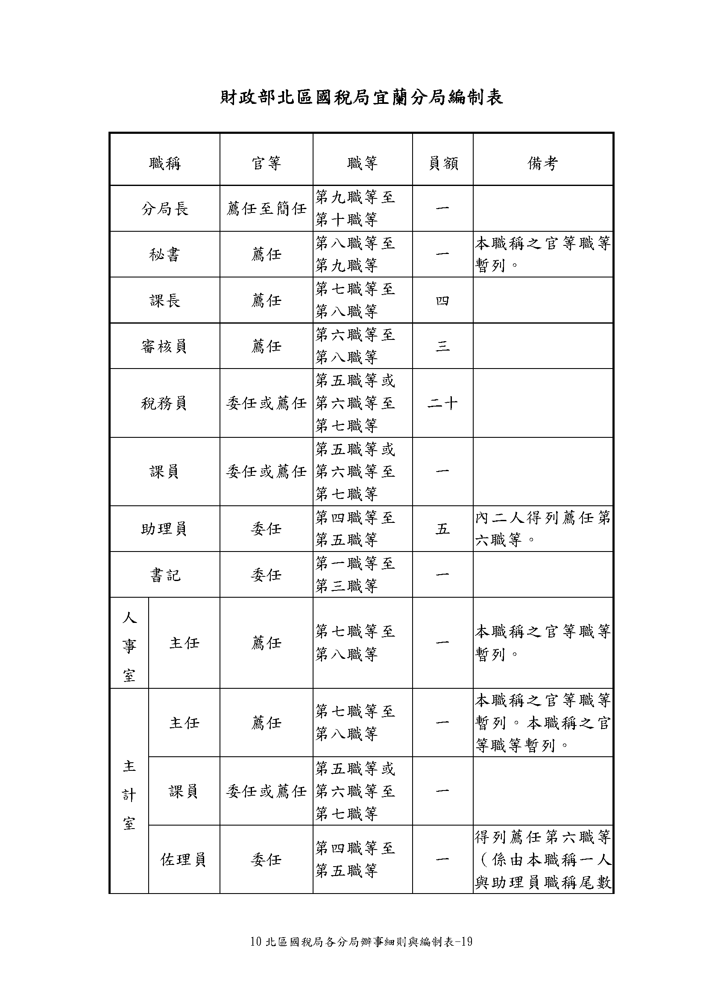 財政部北區國稅局宜蘭分局編制表
職稱 官等 職等 員額 備考
分局長 薦任至簡任 第九職等至 一
第十職等
秘書 薦任 第八職等至 一 本職稱之官等職等
第九職等 暫列。
課長 薦任 第七職等至 四
第八職等
審核員 薦任 第六職等至 三
第八職等
稅務員 委任或薦任 第五職等或 二十
第六職等至
第七職等
課員 委任或薦任 第五職等或 一
第六職等至
第七職等
助理員 委任 第四職等至 五 內二人得列薦任第
第五職等 六職等。
書記 委任 第一職等至 一
第三職等
人事室 主任 薦任 第七職等至 一 本職稱之官等職等
第八職等 暫列。
主計室 主任 薦任 第七職等至 一 本職稱之官等職等
第八職等 暫列。本職稱之官
等職等暫列。
課員 委任或薦任 第五職等或 一
第六職等至
第七職等
佐理員 委任 第四職等至 一 得列薦任第六職等
第五職等 （係由本職稱一人
與助理員職稱尾數
10 北區國稅局各分局辦事細則與編制表-19